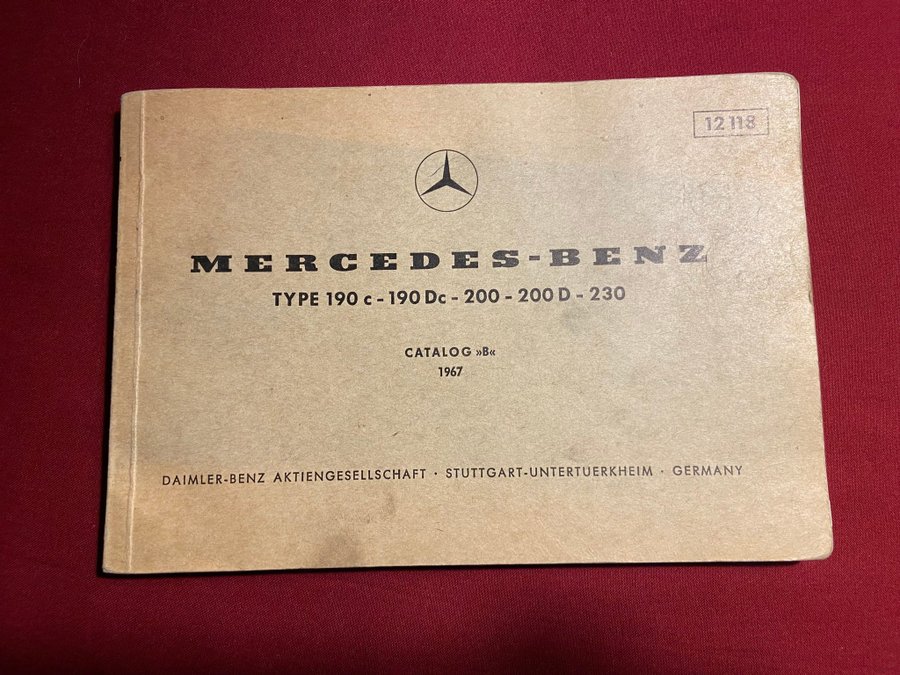 12 118
MERCEDES-BENZ
TYPE 190 c - 190 Dc - 200 - 200 D - 230
CATALOG »B«
1967
DAIMLER-BENZ AKTIENGESELLSCHAFT · STUTTGART-UNTERTUERKHEIM · GERMANY